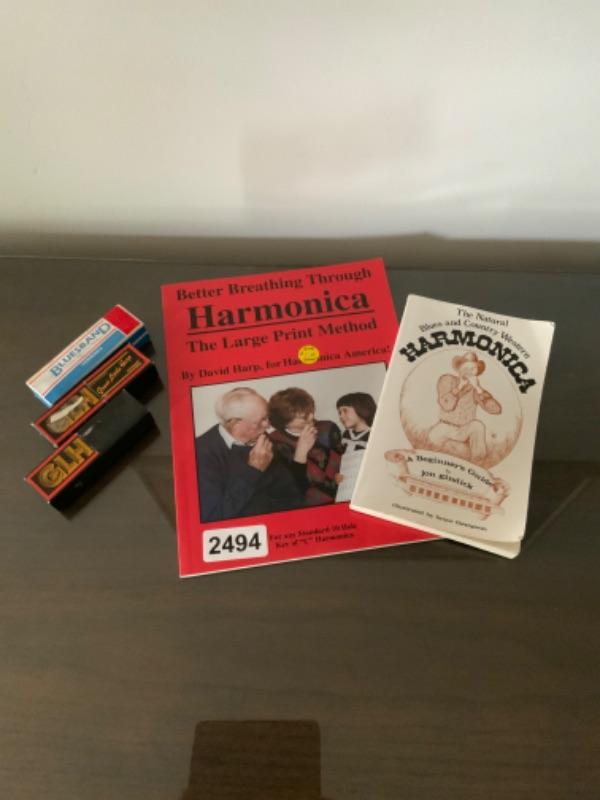 BLUESBAND
GLH
GLH
Better Breathing Through
Harmonica
The Large Print Method
By David Harp, for Harmonica America!
2494
For any Standard 10 Hole
Key of "C" Harmonica
The Natural
Blues and Country Western
HARMONICA
A Beginner's Guide
by
Jon Gindick
Illustrated by